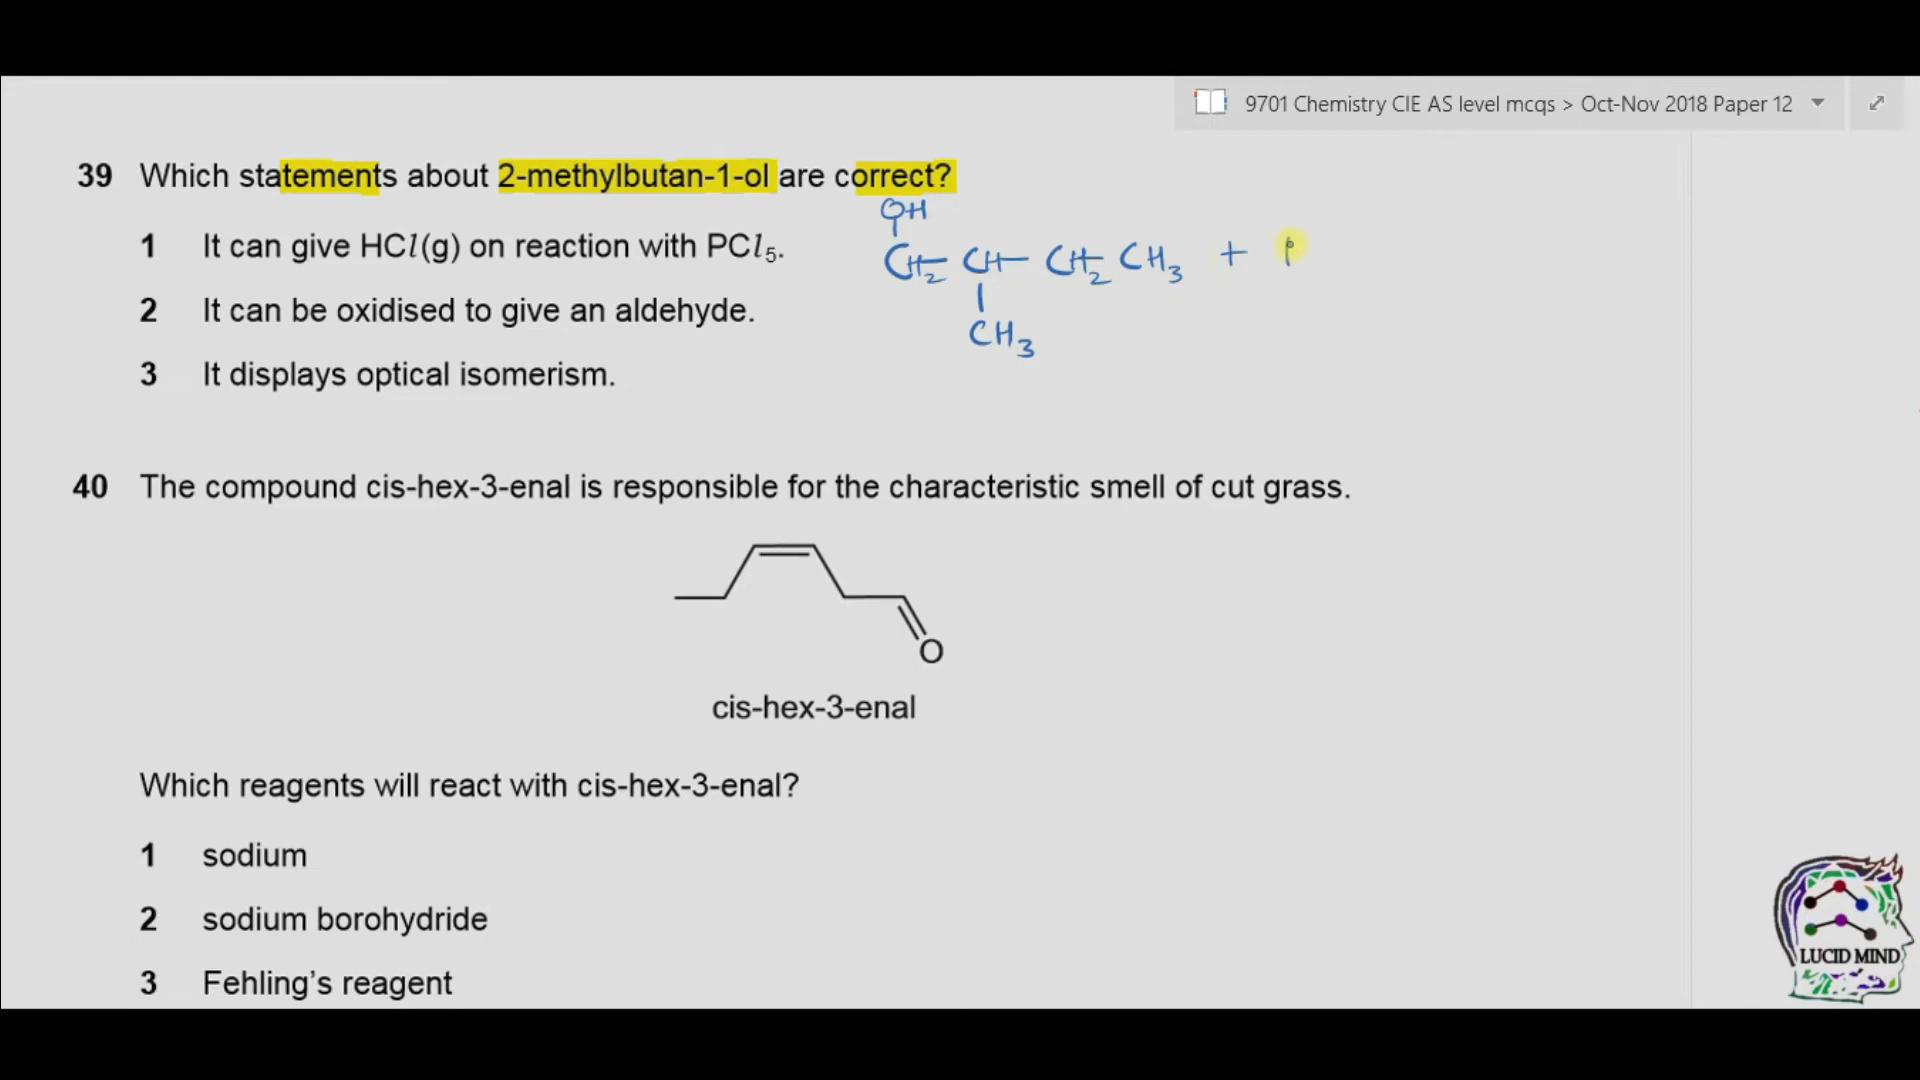 9701 Chemistry CIE AS level mcqs > Oct-Nov 2018 Paper 12
39 Which statements about 2-methylbutan-1-ol are correct?
OH
1 It can give HCl(g) on reaction with PCl₅.
CH₂–CH–CH₂CH₃ + P
2 It can be oxidised to give an aldehyde.
CH₃
3 It displays optical isomerism.
40 The compound cis-hex-3-enal is responsible for the characteristic smell of cut grass.
O
cis-hex-3-enal
Which reagents will react with cis-hex-3-enal?
1 sodium
2 sodium borohydride
LUCID MIND
3 Fehling’s reagent